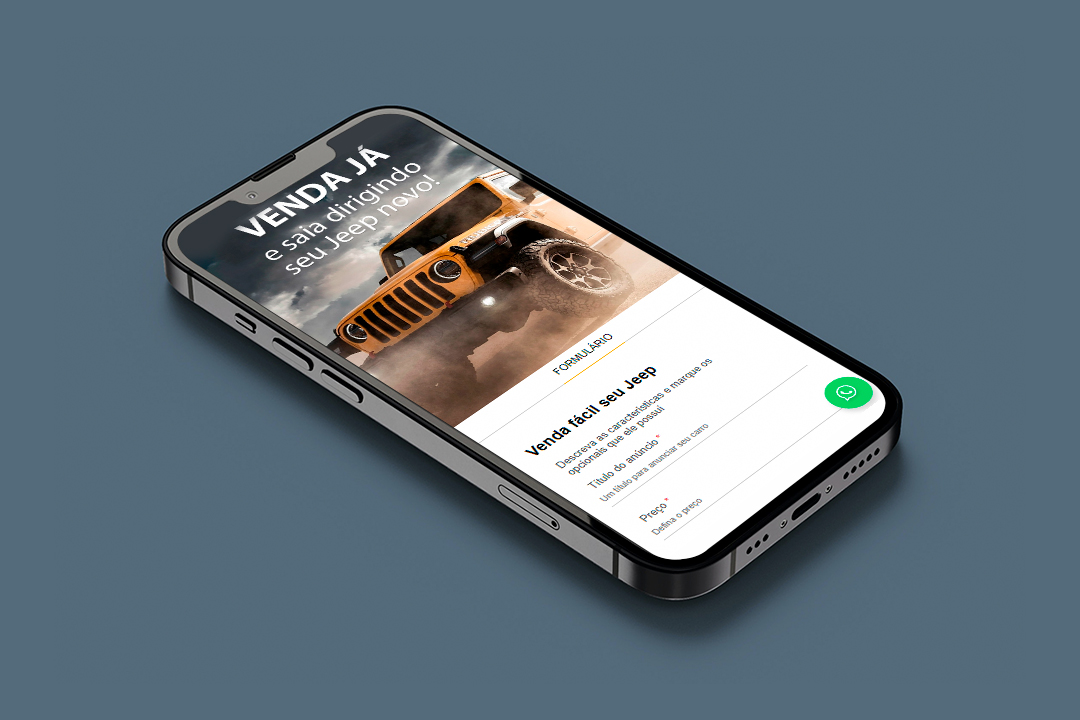 VENDA JÁ
e saia dirigindo
seu Jeep novo!
FORMULÁRIO
Venda fácil seu Jeep
Descreva as características e marque os
opcionais que ele possui
Título do anúncio *
Um título para anunciar seu carro
Preço *
Defina o preço